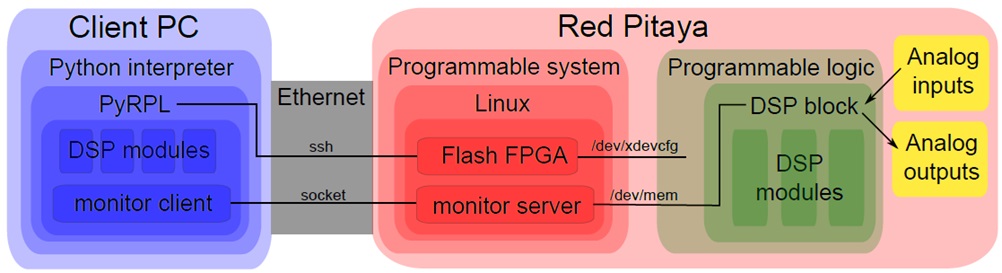 Client PC
Python interpreter
PyRPL
DSP modules
monitor client
Ethernet
ssh
socket
Red Pitaya
Programmable system
Linux
Flash FPGA
monitor server
/dev/xdevcfg
/dev/mem
Programmable logic
DSP block
DSP
modules
Analog
inputs
Analog
outputs